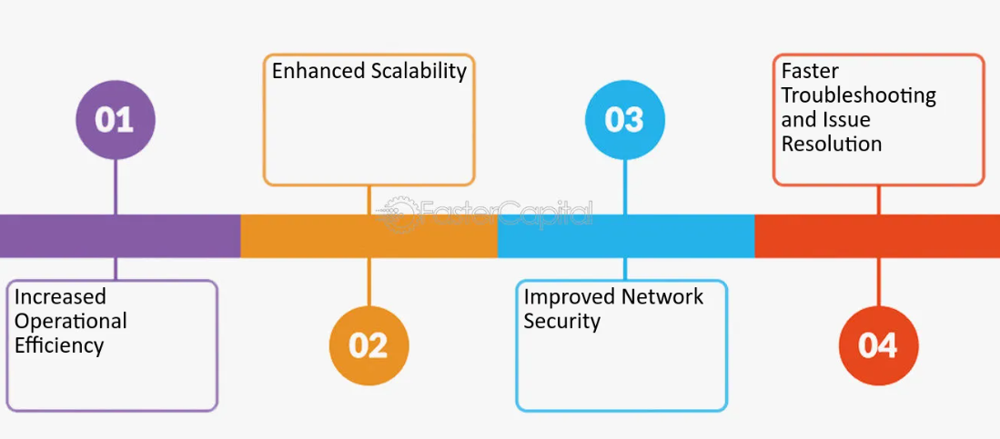 01
Increased
Operational
Efficiency
Enhanced Scalability
02
03
Improved Network
Security
Faster
Troubleshooting
and Issue
Resolution
04
FasterCapital